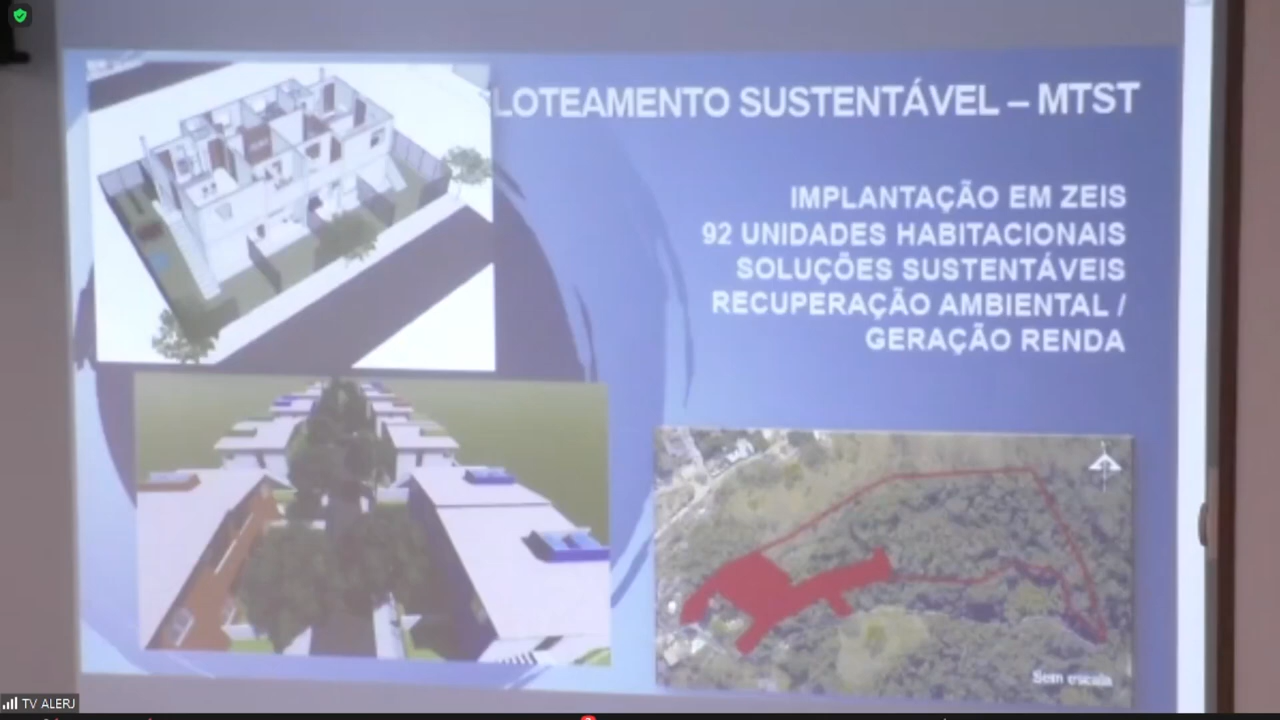 LOTEAMENTO SUSTENTÁVEL – MTST
IMPLANTAÇÃO EM ZEIS
92 UNIDADES HABITACIONAIS
SOLUÇÕES SUSTENTÁVEIS
RECUPERAÇÃO AMBIENTAL /
GERAÇÃO RENDA
Sem escala
TV ALERJ